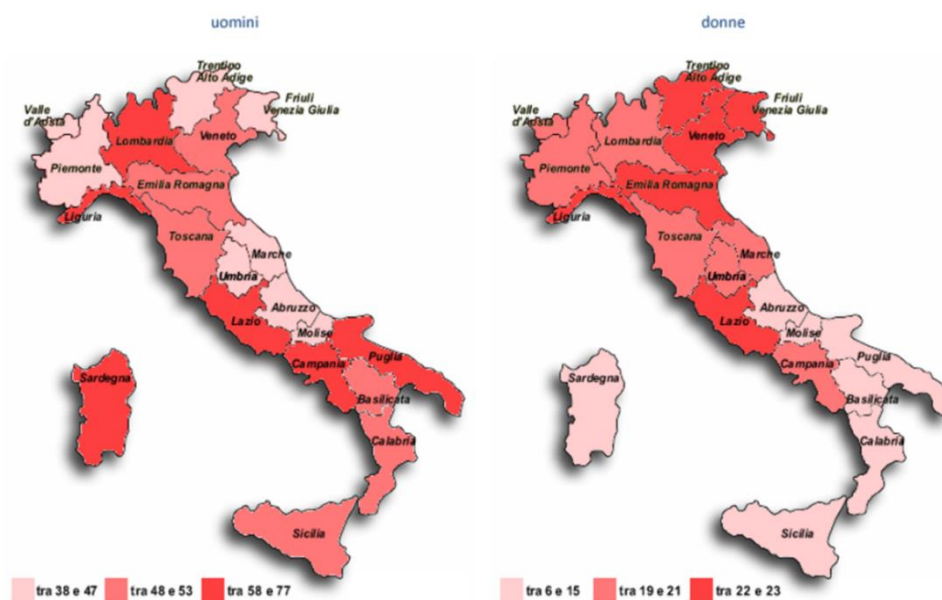 uomini
Trentino
Alto Adige
Friuli
Venezia Giulia
Valle
d'Aosta
Lombardia
Veneto
Piemonte
Emilia Romagna
Liguria
Toscana
Marche
Umbria
Abruzzo
Lazio
Molise
Campania
Puglia
Sardegna
Basilicata
Calabria
Sicilia
tra 38 e 47
tra 48 e 53
tra 58 e 77
donne
Trentino
Alto Adige
Friuli
Venezia Giulia
Valle
d'Aosta
Lombardia
Veneto
Piemonte
Emilia Romagna
Liguria
Toscana
Marche
Umbria
Abruzzo
Lazio
Molise
Campania
Puglia
Sardegna
Basilicata
Calabria
Sicilia
tra 6 e 15
tra 19 e 21
tra 22 e 23